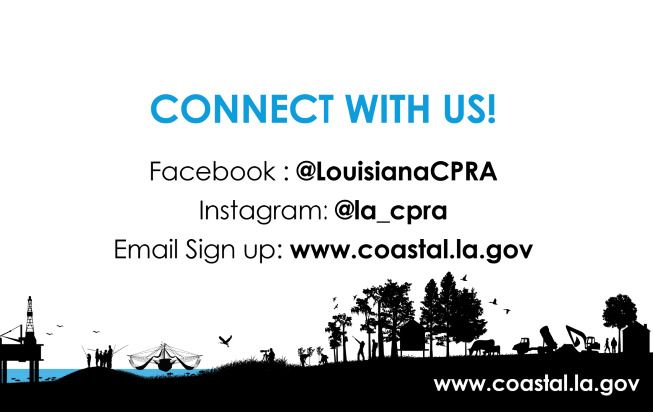 CONNECT WITH US!
Facebook : @LouisianaCPRA
Instagram: @la_cpra
Email Sign up: www.coastal.la.gov
www.coastal.la.gov